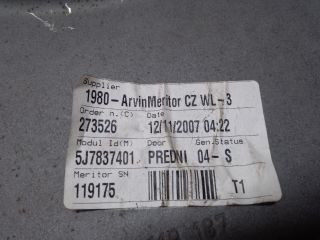 Supplier
1980-ArvinMeritor CZ WL-3
Order n.(C) Date
273526 12/11/2007 04:22
Modul Id(M) Door Gen.Status
5J7837401 PREDNI 04-S
Meritor SN
119175 T1